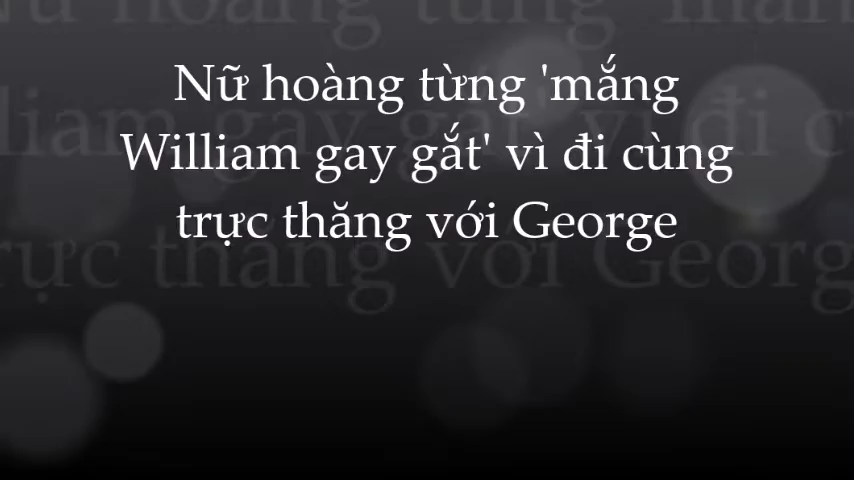 Nữ hoàng từng 'mắng
William gay gắt' vì đi cùng
trực thăng với George